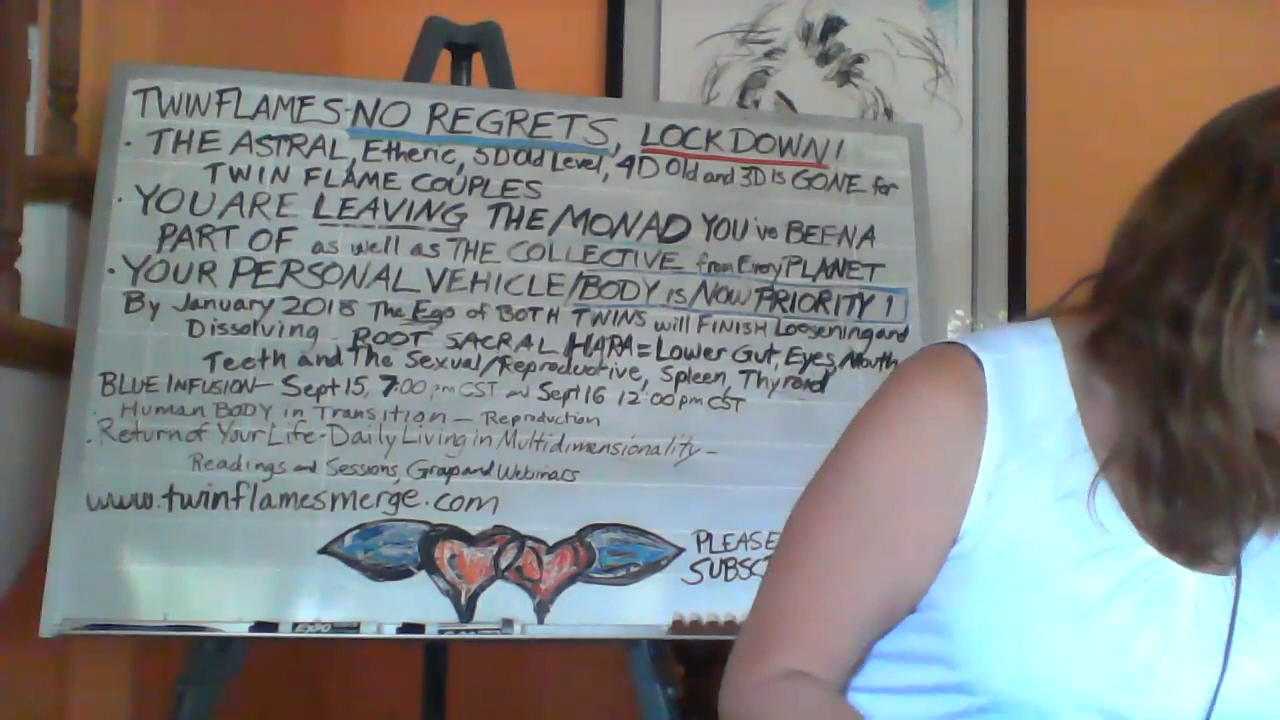 TWINFLAMES-NO REGRETS, LOCKDOWN!
· THE ASTRAL, Etheric, 5D Old Level, 4D Old and 3D is GONE for
TWIN FLAME COUPLES
· YOU ARE LEAVING THE MONAD YOU'VE BEEN A
PART OF as well as THE COLLECTIVE from Every PLANET
· YOUR PERSONAL VEHICLE/BODY is NOW PRIORITY!
By January 2018 The Ego of BOTH TWINS will FINISH Loosening and
Dissolving. ROOT SACRAL HARA = Lower Gut, Eyes, Mouth
Teeth and The Sexual/Reproductive, Spleen, Thyroid
BLUE INFUSION- Sept 15, 7:00 pm CST and Sept 16 12:00 pm CST
· Human BODY in Transition - Reproduction
· Return of Your Life - Daily Living in Multidimensionality -
Readings and Sessions, Group and Webinars
www.twinflamesmerge.com
PLEASE
SUBSC
EXPO